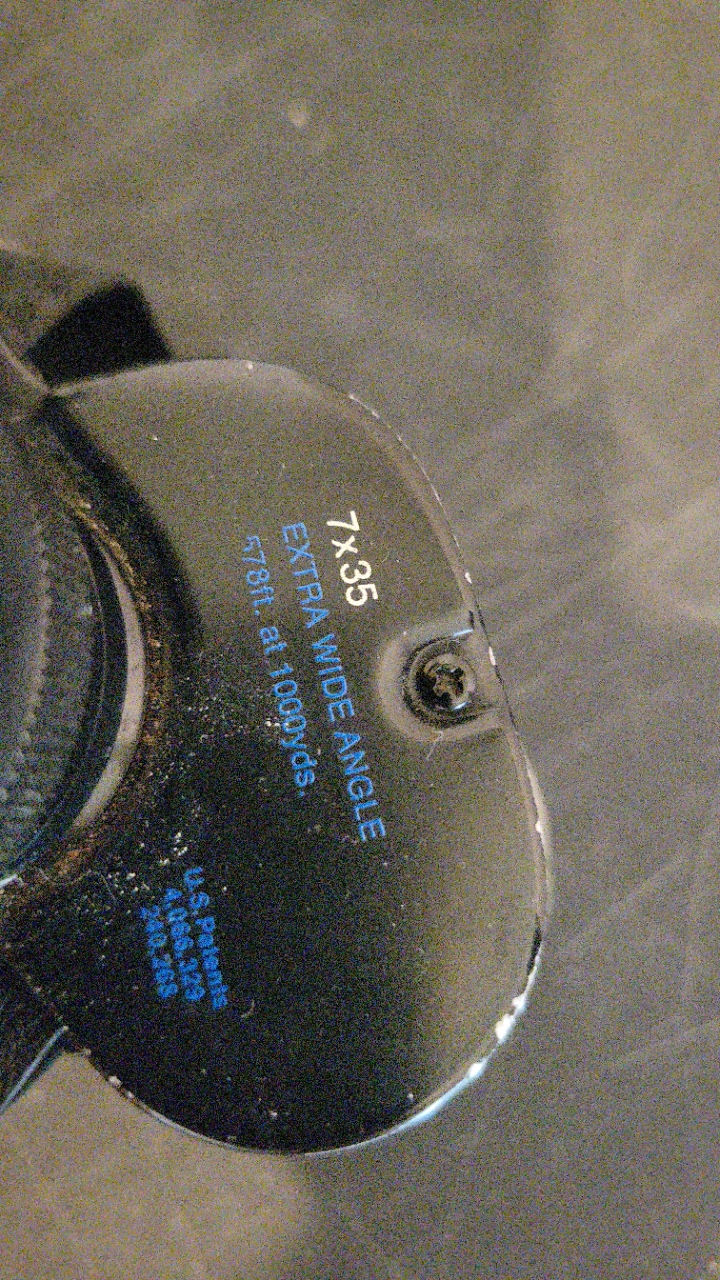 7x35
EXTRA WIDE ANGLE
578ft. at 1000yds.
U.S. Patents